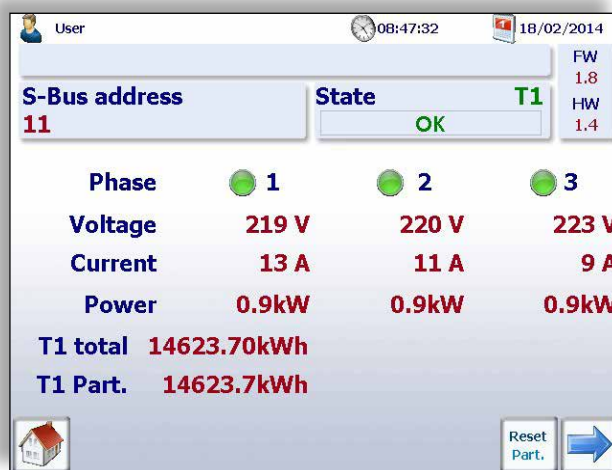 User 08:47:32 18/02/2014
FW
1.8
S-Bus address State T1 HW
11 OK 1.4
Phase 1 2 3
Voltage 219 V 220 V 223 V
Current 13 A 11 A 9 A
Power 0.9kW 0.9kW 0.9kW
T1 total 14623.70kWh
T1 Part. 14623.7kWh
Reset
Part.